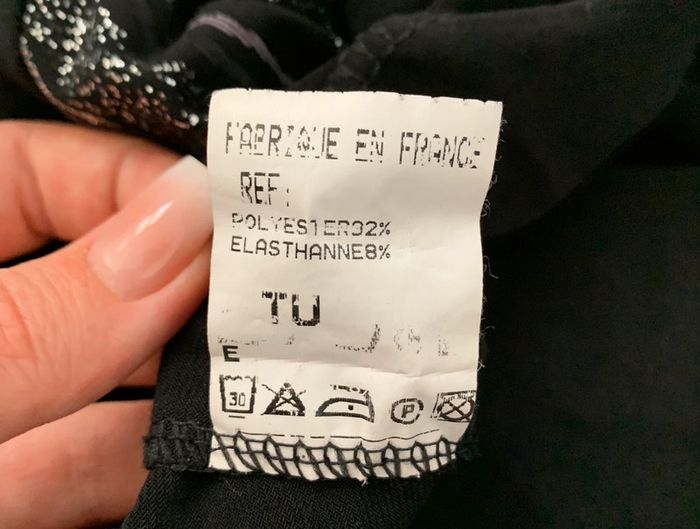 FABRIQUE EN FRANCE
REF:
POLYESTER92%
ELASTHANNE8%
TU
E
30
P